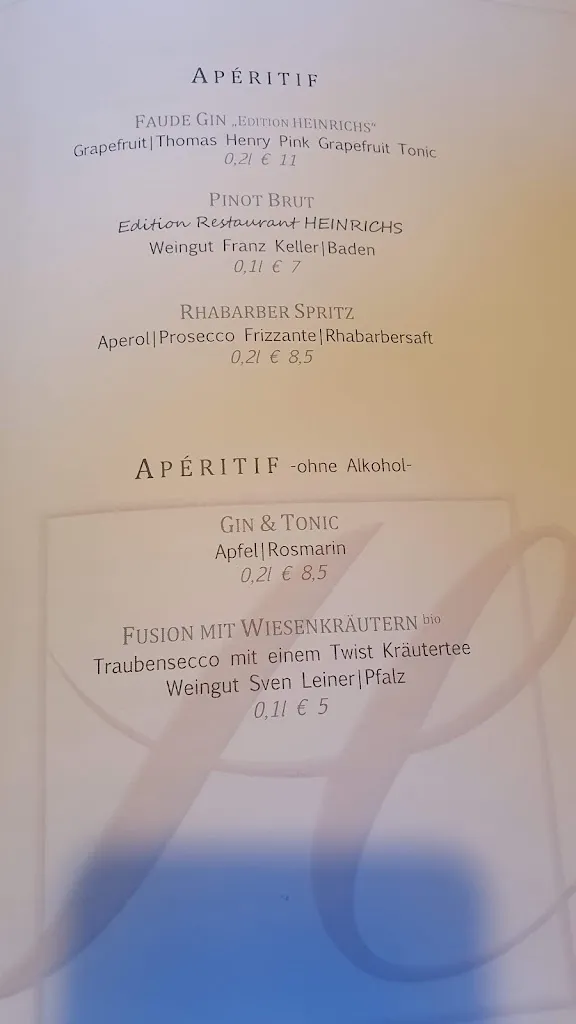 APÉRITIF
FAUDE GIN „EDITION HEINRICHS"
Grapefruit|Thomas Henry Pink Grapefruit Tonic
0,2l € 11
PINOT BRUT
Edition Restaurant HEINRICHS
Weingut Franz Keller|Baden
0,1l € 7
RHABARBER SPRITZ
Aperol|Prosecco Frizzante|Rhabarbersaft
0,2l € 8,5
APÉRITIF -ohne Alkohol-
GIN & TONIC
Apfel|Rosmarin
0,2l € 8,5
FUSION MIT WIESENKRÄUTERN bio
Traubensecco mit einem Twist Kräutertee
Weingut Sven Leiner|Pfalz
0,1l € 5